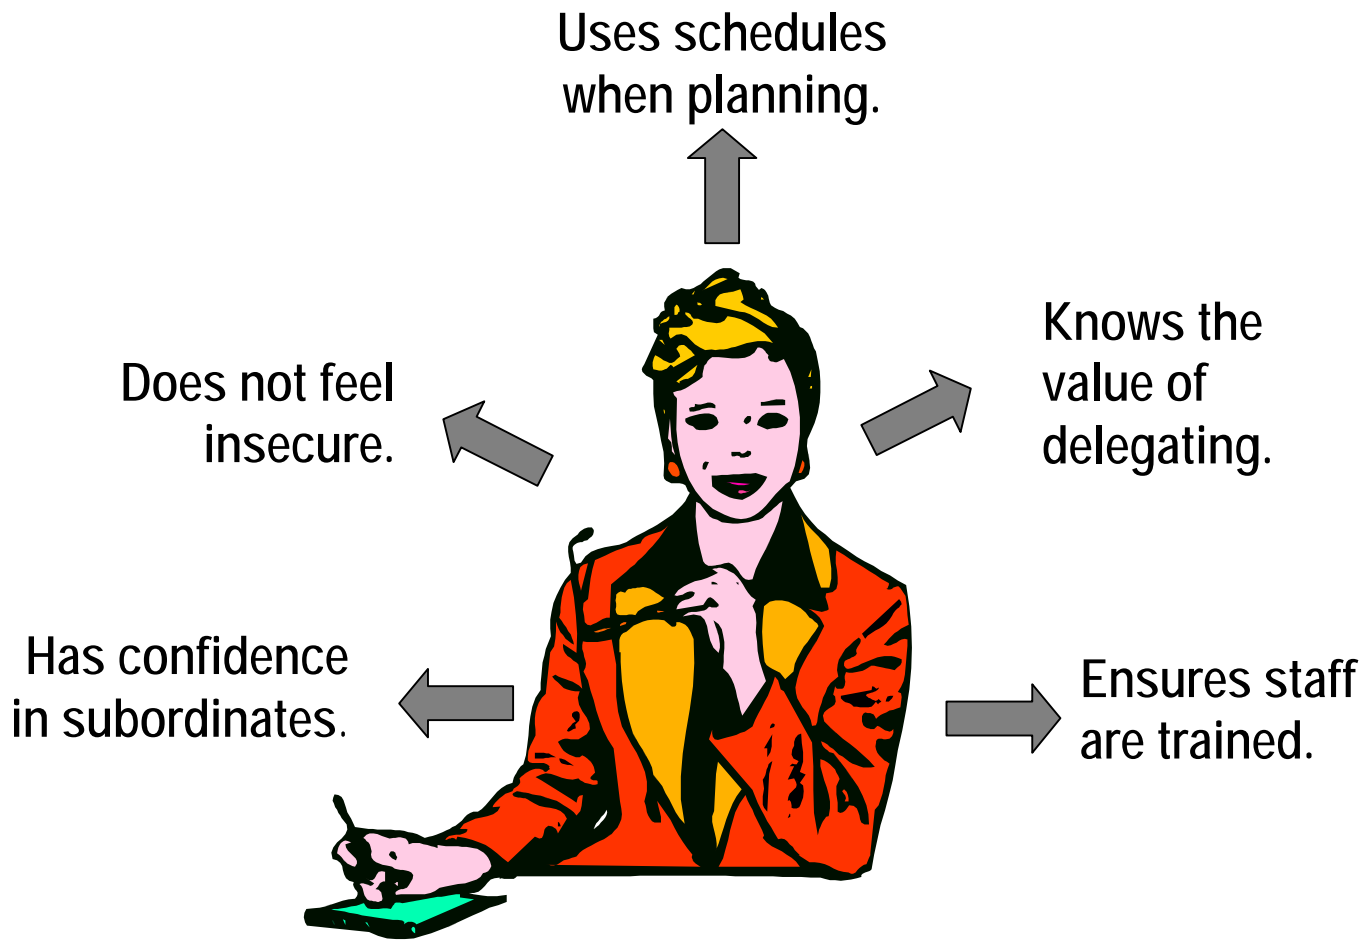 Uses schedules
when planning.
Does not feel
insecure.
Knows the
value of
delegating.
Has confidence
in subordinates.
Ensures staff
are trained.